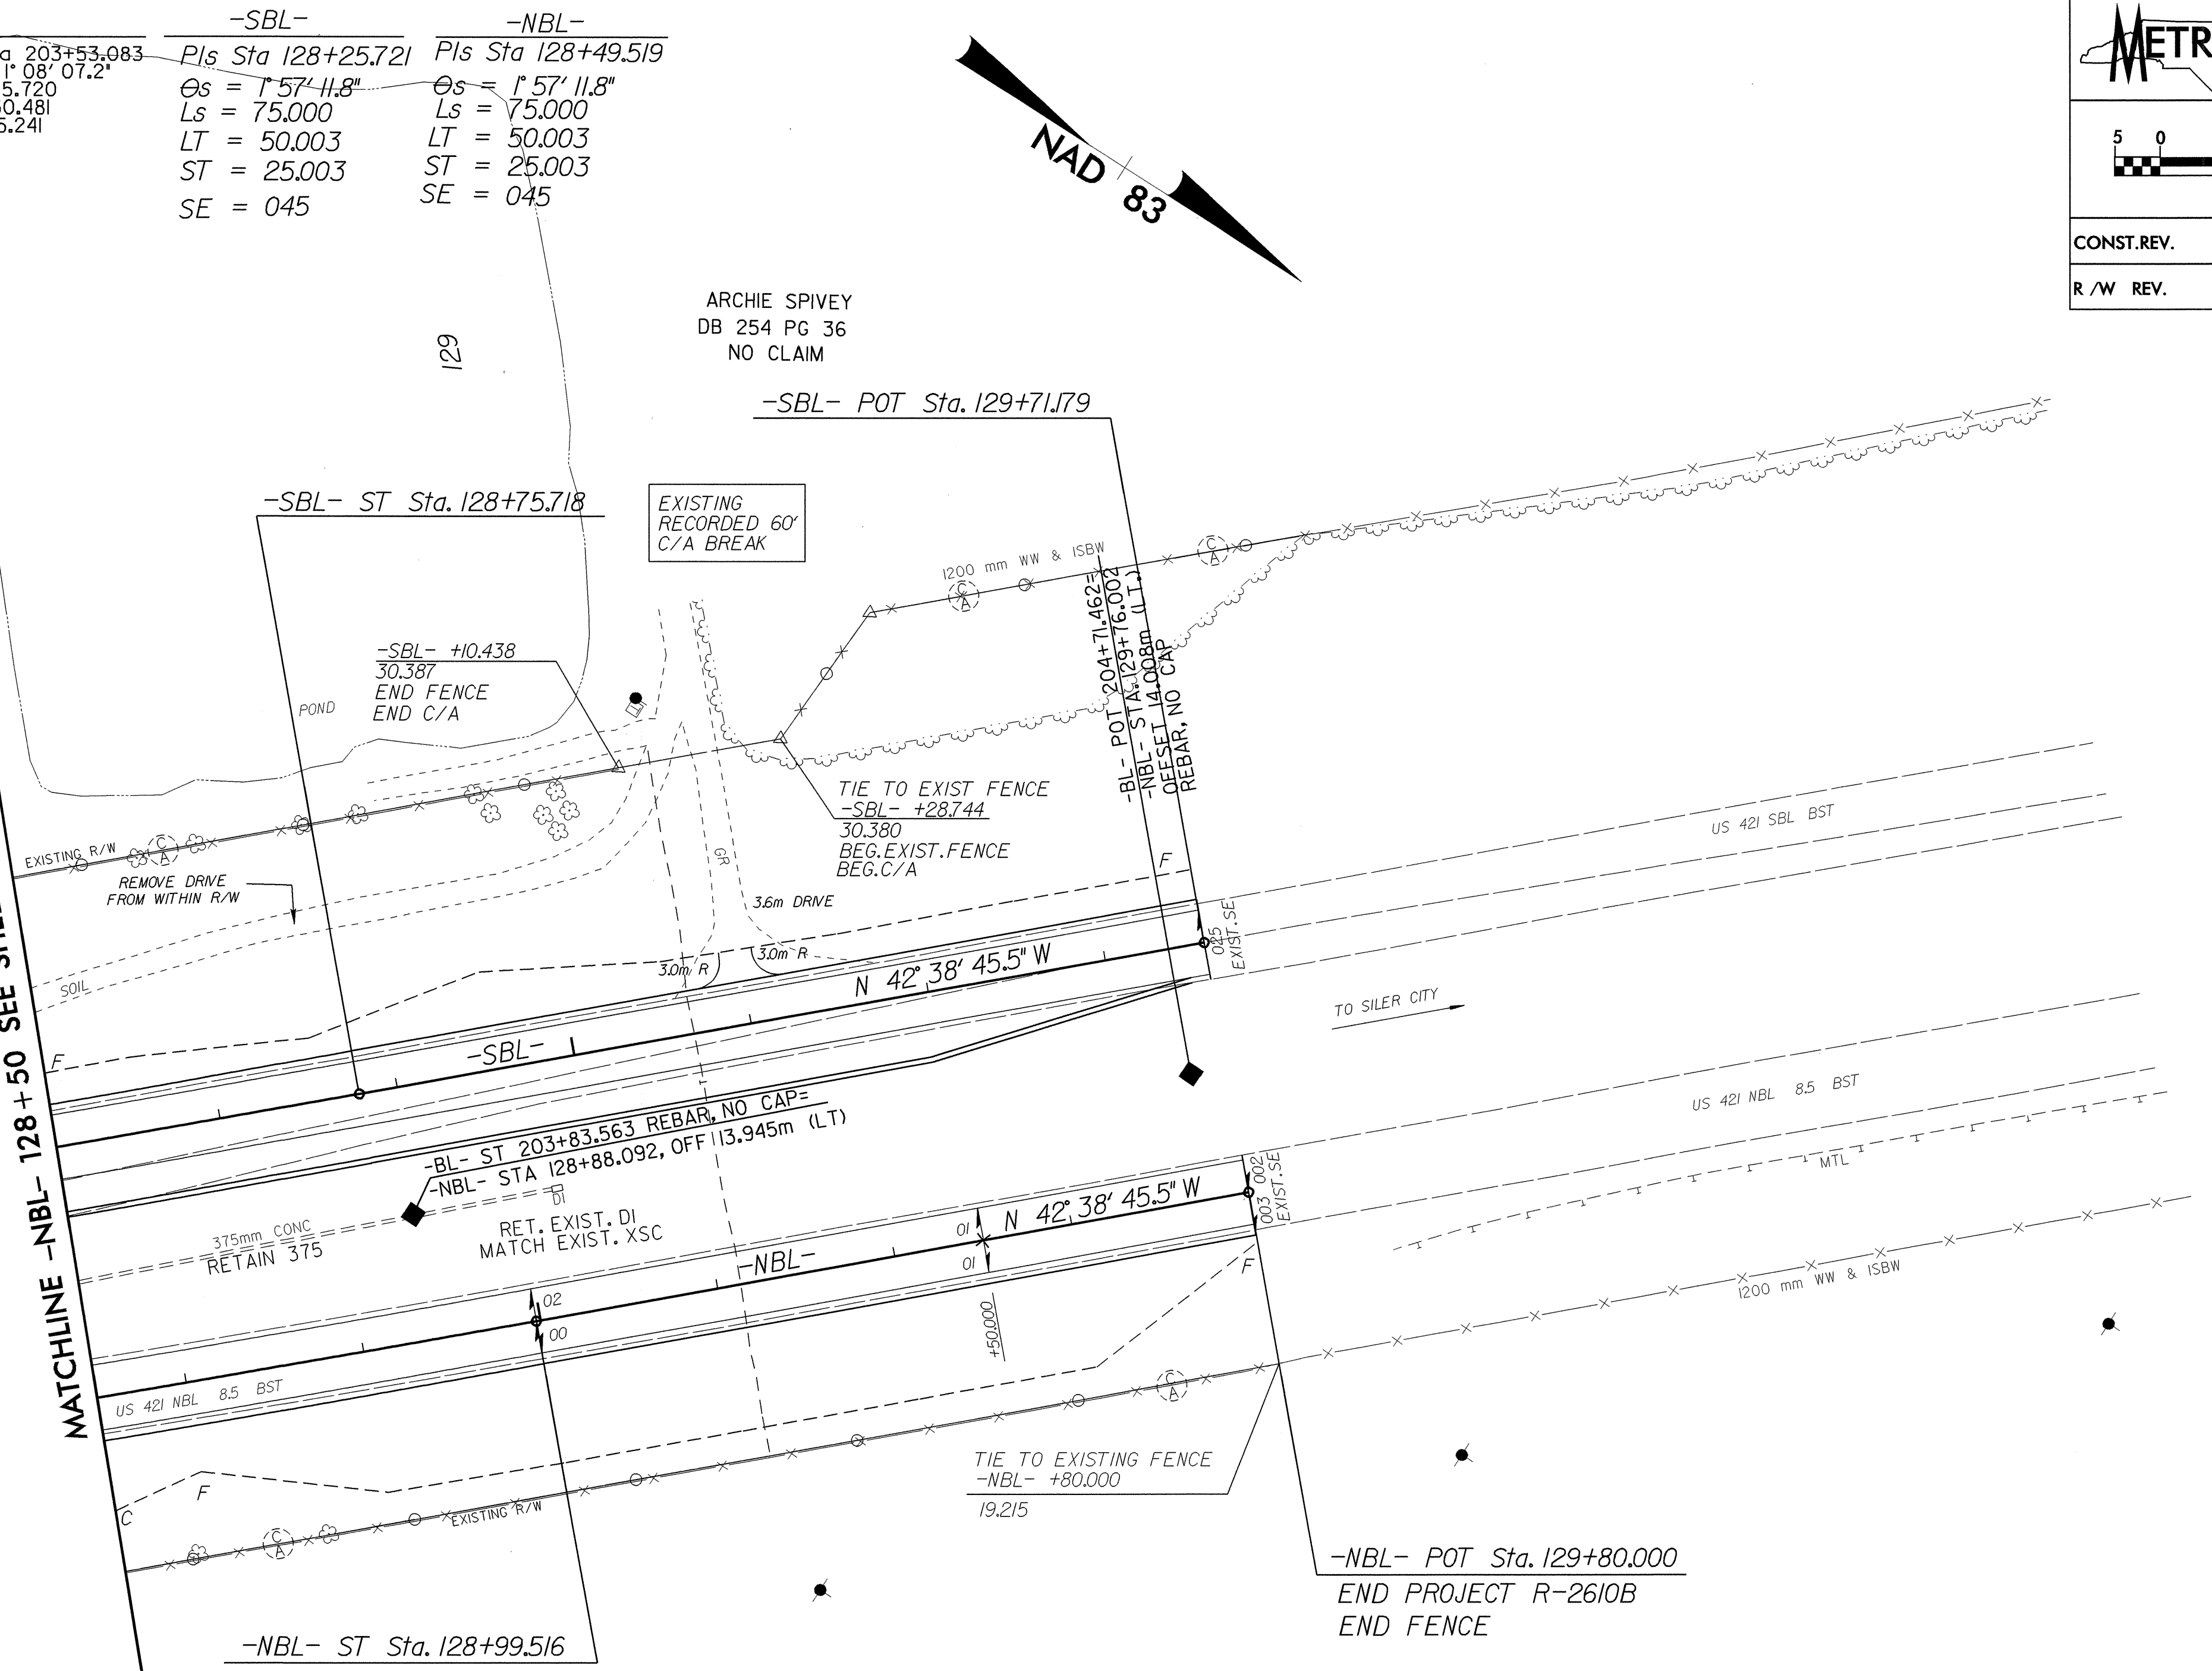 -SBL-
PIs Sta 128+25.721
Θs = 1° 57' 11.8"
Ls = 75.000
LT = 50.003
ST = 25.003
SE = 045
-NBL-
PIs Sta 128+49.519
Θs = 1° 57' 11.8"
Ls = 75.000
LT = 50.003
ST = 25.003
SE = 045
203+53.083
1° 08' 07.2"
5.720
5.241
NAD 83
5 0
CONST.REV.
R/W REV.
129
ARCHIE SPIVEY
DB 254 PG 36
NO CLAIM
-SBL- POT Sta. 129+71.179
-SBL- ST Sta. 128+75.718
EXISTING
RECORDED 60'
C/A BREAK
1200 mm WW & 1SBW
C
A
C
A
-BL- POT 204+71.462=
-NBL- STA.129+76.002
OFFSET 14.008m (LT.)
REBAR, NO CAP
-SBL- +10.438
30.387
END FENCE
END C/A
POND
TIE TO EXIST FENCE
-SBL- +28.744
30.380
BEG.EXIST.FENCE
BEG.C/A
EXISTING R/W
C
A
REMOVE DRIVE
FROM WITHIN R/W
GR
3.6m DRIVE
3.0m R
3.0m R
F
SOIL
F
025
EXIST.SE
N 42° 38' 45.5" W
-SBL-
US 421 SBL BST
TO SILER CITY
US 421 NBL 8.5 BST
MTL
1200 mm WW & 1SBW
MATCHLINE -NBL- 128+50 SEE
-BL- ST 203+83.563 REBAR, NO CAP=
-NBL- STA 128+88.092, OFF 13.945m (LT)
DI
375mm CONC
RETAIN 375
RET. EXIST. DI
MATCH EXIST. XSC
N 42° 38' 45.5" W
-NBL-
003 002
EXIST.SE
01
01
02
00
+50.000
F
US 421 NBL 8.5 BST
C
A
F
C
EXISTING R/W
C
A
TIE TO EXISTING FENCE
-NBL- +80.000
19.215
-NBL- POT Sta. 129+80.000
END PROJECT R-2610B
END FENCE
-NBL- ST Sta. 128+99.516